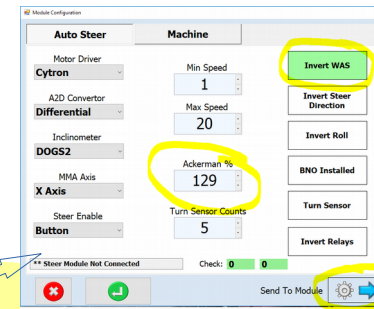 Module Configuration
Auto Steer
Machine
Motor Driver
Cytron
A2D Convertor
Differential
Inclinometer
DOGS2
MMA Axis
X Axis
Steer Enable
Button
Min Speed
1
Max Speed
20
Ackerman %
129
Turn Sensor Counts
5
Invert WAS
Invert Steer
Direction
Invert Roll
BNO Installed
Turn Sensor
Invert Relays
** Steer Module Not Connected
Check: 0 0
Send To Module